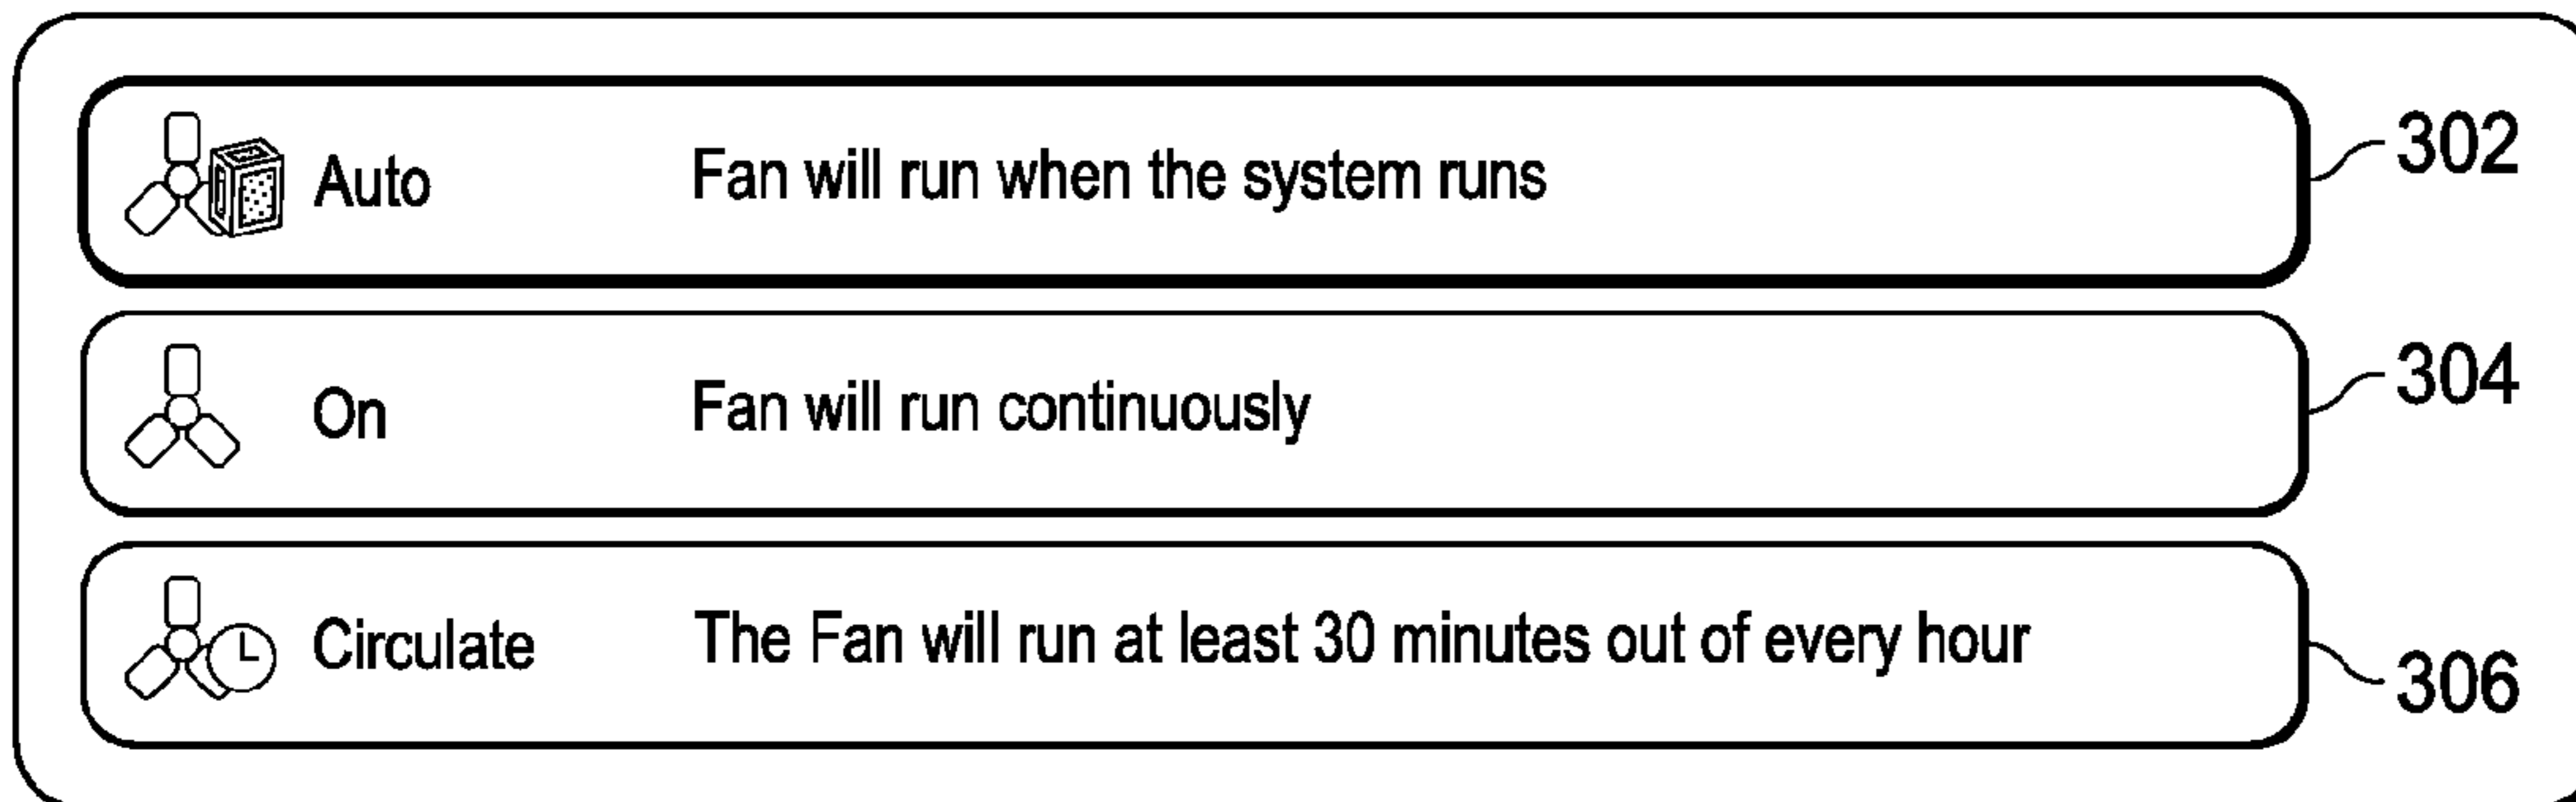 Auto Fan will run when the system runs 302
On Fan will run continuously 304
Circulate The Fan will run at least 30 minutes out of every hour 306